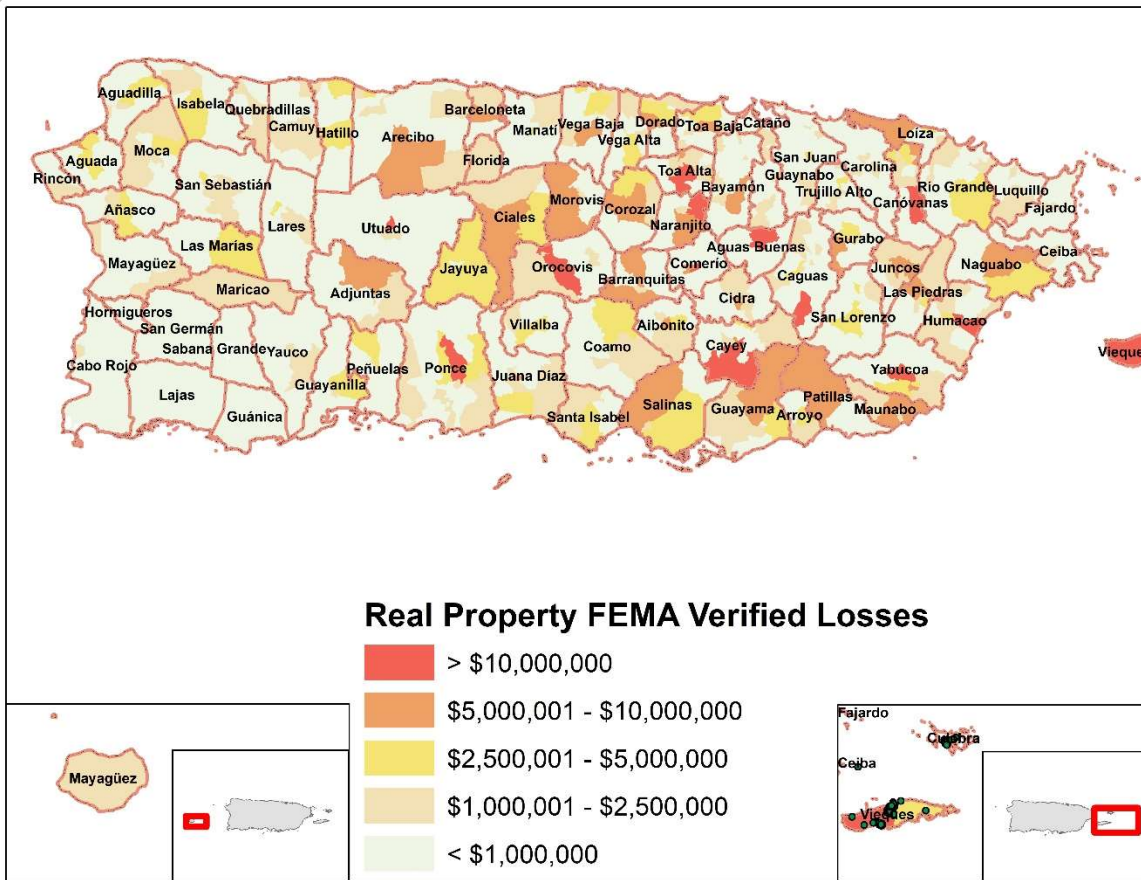 Aguadilla
Isabela
Quebradillas
Camuy
Hatillo
Arecibo
Barceloneta
Manatí
Vega Baja
Dorado
Vega Alta
Toa Baja
Cataño
Loíza
San Juan
Carolina
Guaynabo
Trujillo Alto
Canóvanas
Río Grande
Luquillo
Fajardo
Rincón
Aguada
Moca
San Sebastián
Florida
Toa Alta
Bayamón
Añasco
Las Marías
Lares
Utuado
Ciales
Morovis
Corozal
Naranjito
Aguas Buenas
Gurabo
Ceiba
Mayagüez
Maricao
Adjuntas
Jayuya
Orocovis
Barranquitas
Comerío
Caguas
Juncos
Naguabo
Las Piedras
Hormigueros
San Germán
Sabana Grande
Yauco
Villalba
Aibonito
Cidra
San Lorenzo
Humacao
Vieques
Cabo Rojo
Lajas
Guánica
Guayanilla
Peñuelas
Ponce
Juana Díaz
Coamo
Cayey
Yabucoa
Santa Isabel
Salinas
Guayama
Arroyo
Patillas
Maunabo
Real Property FEMA Verified Losses
> $10,000,000
$5,000,001 - $10,000,000
$2,500,001 - $5,000,000
$1,000,001 - $2,500,000
< $1,000,000
Mayagüez
Fajardo
Culebra
Ceiba
Vieques